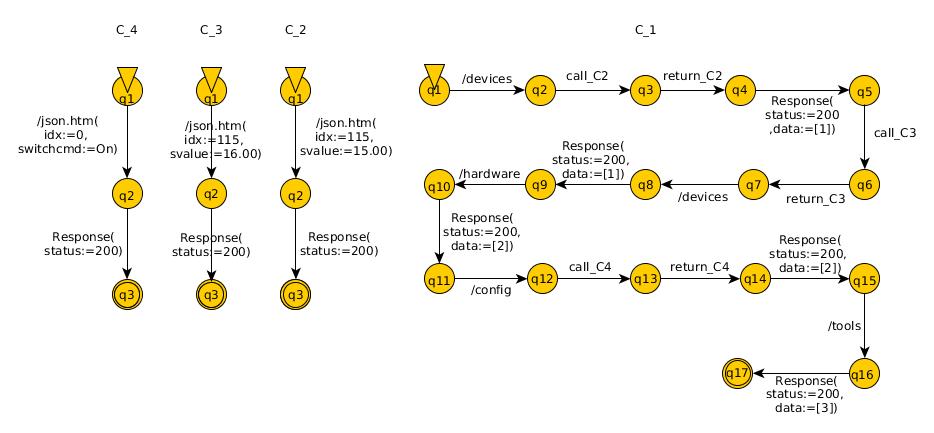 C_4
C_3
C_2
C_1
q1
/json.htm(
idx:=0,
switchcmd:=On)
q2
Response(
status:=200)
q3
q1
/json.htm(
idx:=115,
svalue:=16.00)
q2
Response(
status:=200)
q3
q1
/json.htm(
idx:=115,
svalue:=15.00)
q2
Response(
status:=200)
q3
q1
/devices
q2
call_C2
q3
return_C2
q4
Response(
status:=200
,data:=[1])
q5
call_C3
q6
return_C3
q7
/devices
q8
Response(
status:=200,
data:=[1])
q9
/hardware
q10
Response(
status:=200,
data:=[2])
q11
/config
q12
call_C4
q13
return_C4
q14
Response(
status:=200,
data:=[2])
q15
/tools
q16
Response(
status:=200,
data:=[3])
q17